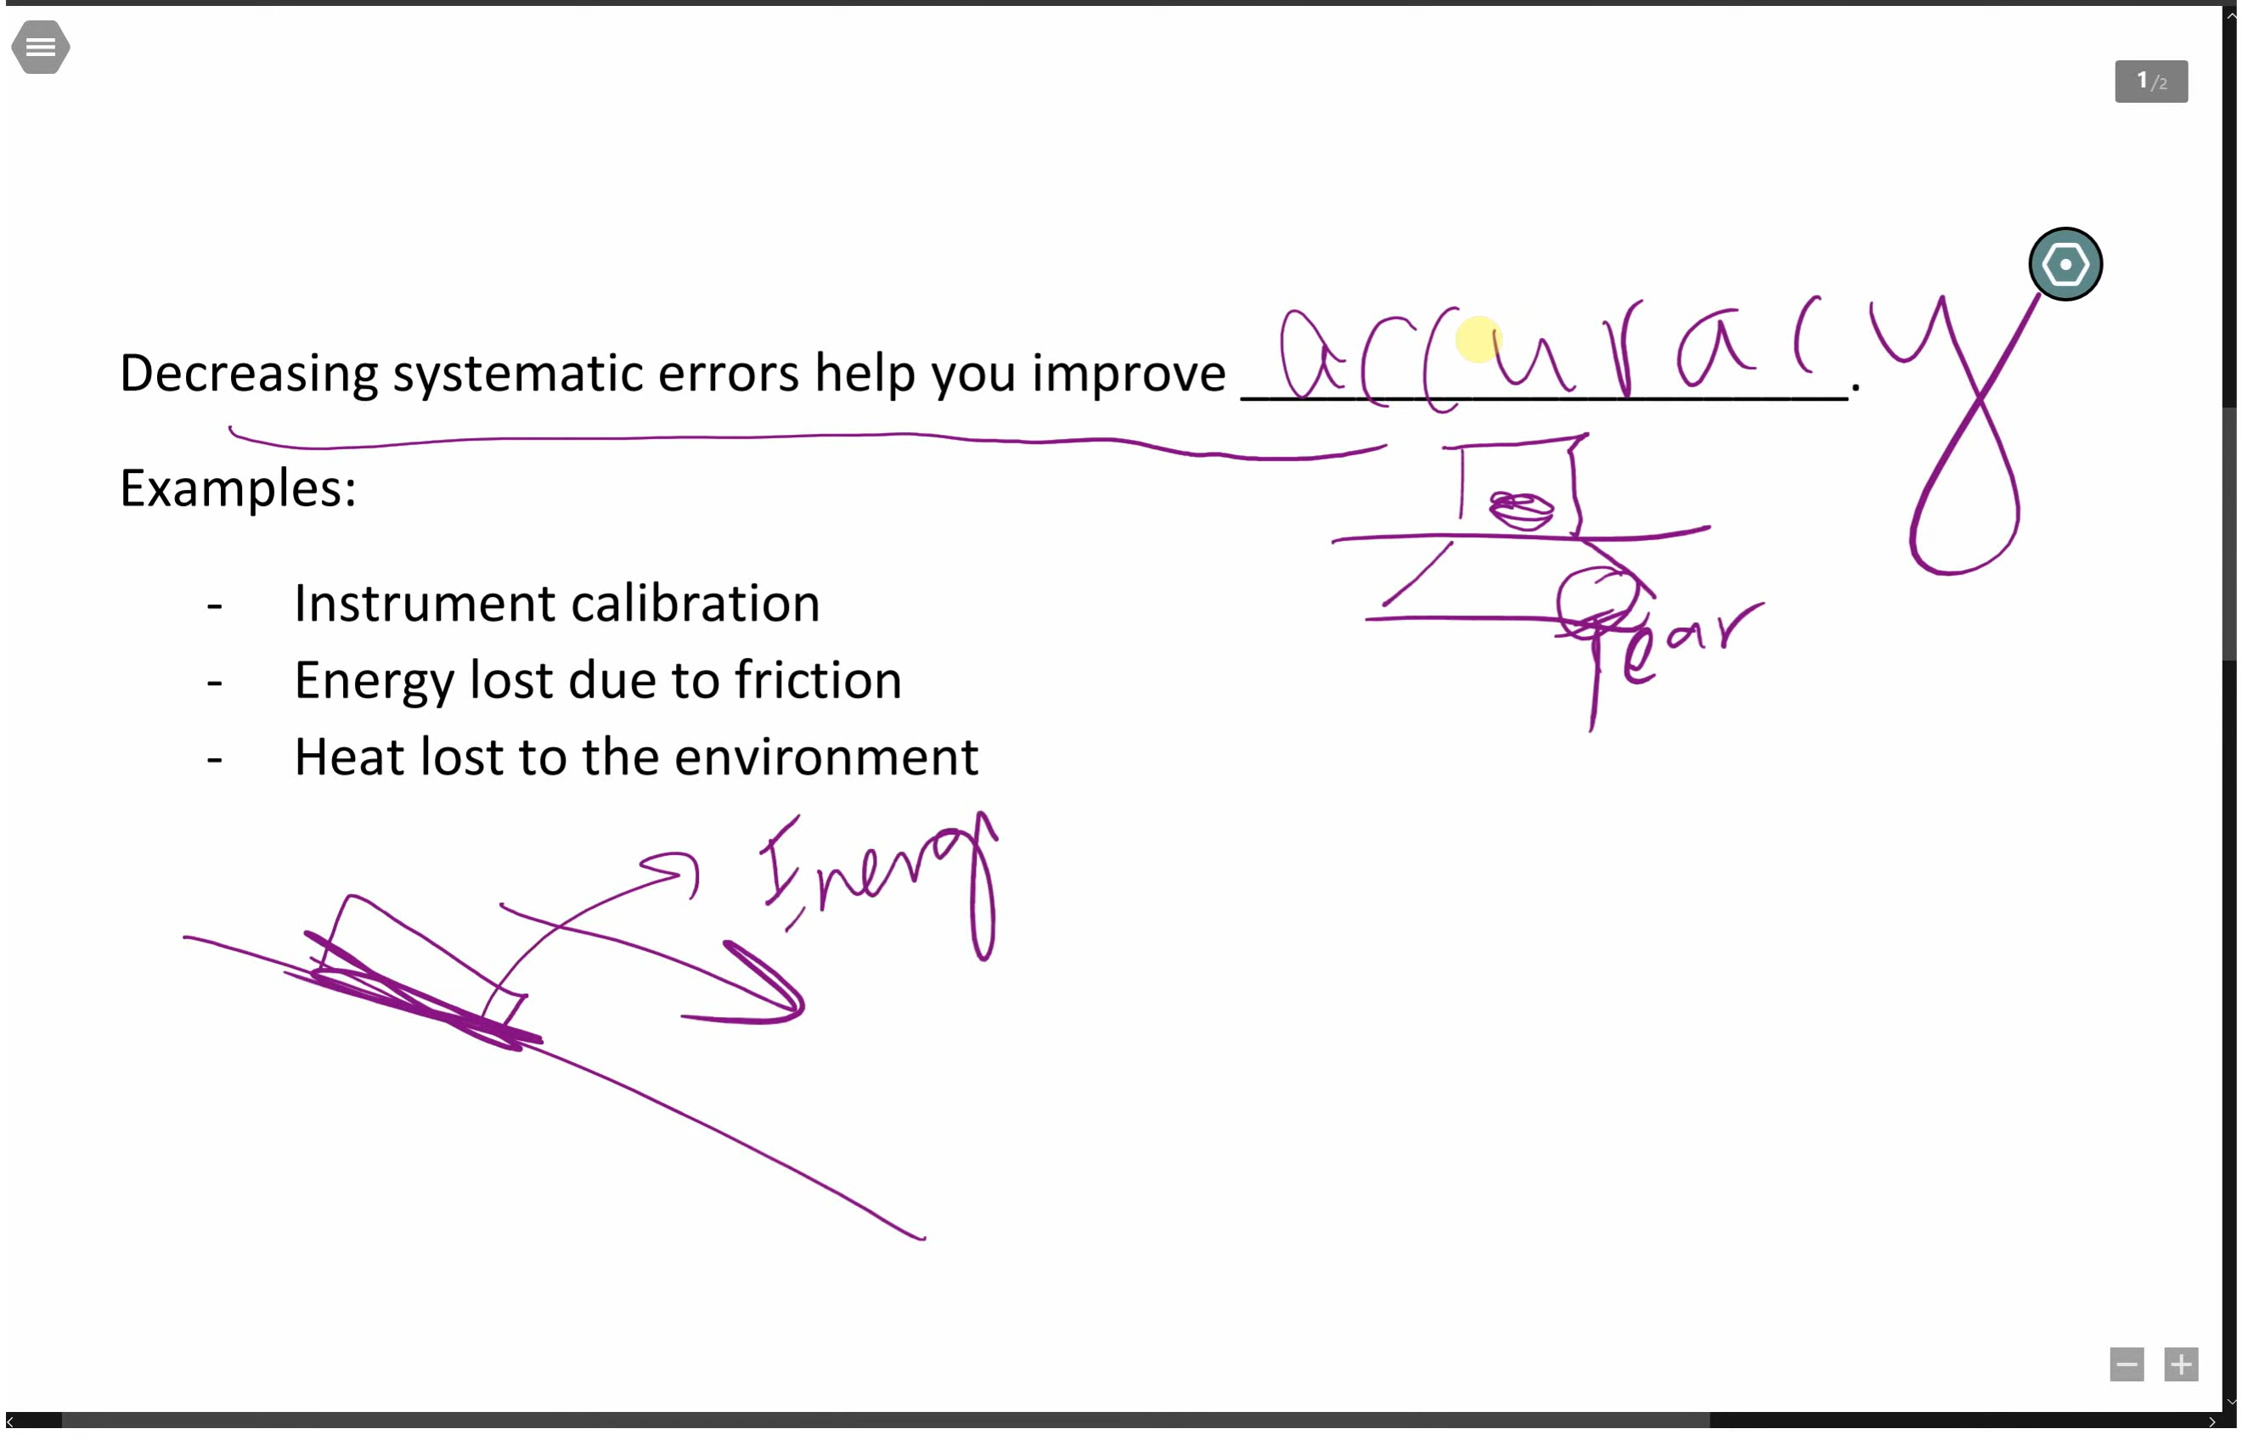 1/2
Decreasing systematic errors help you improve accuracy.
Examples:
- Instrument calibration
- Energy lost due to friction
- Heat lost to the environment
Tear
Energy